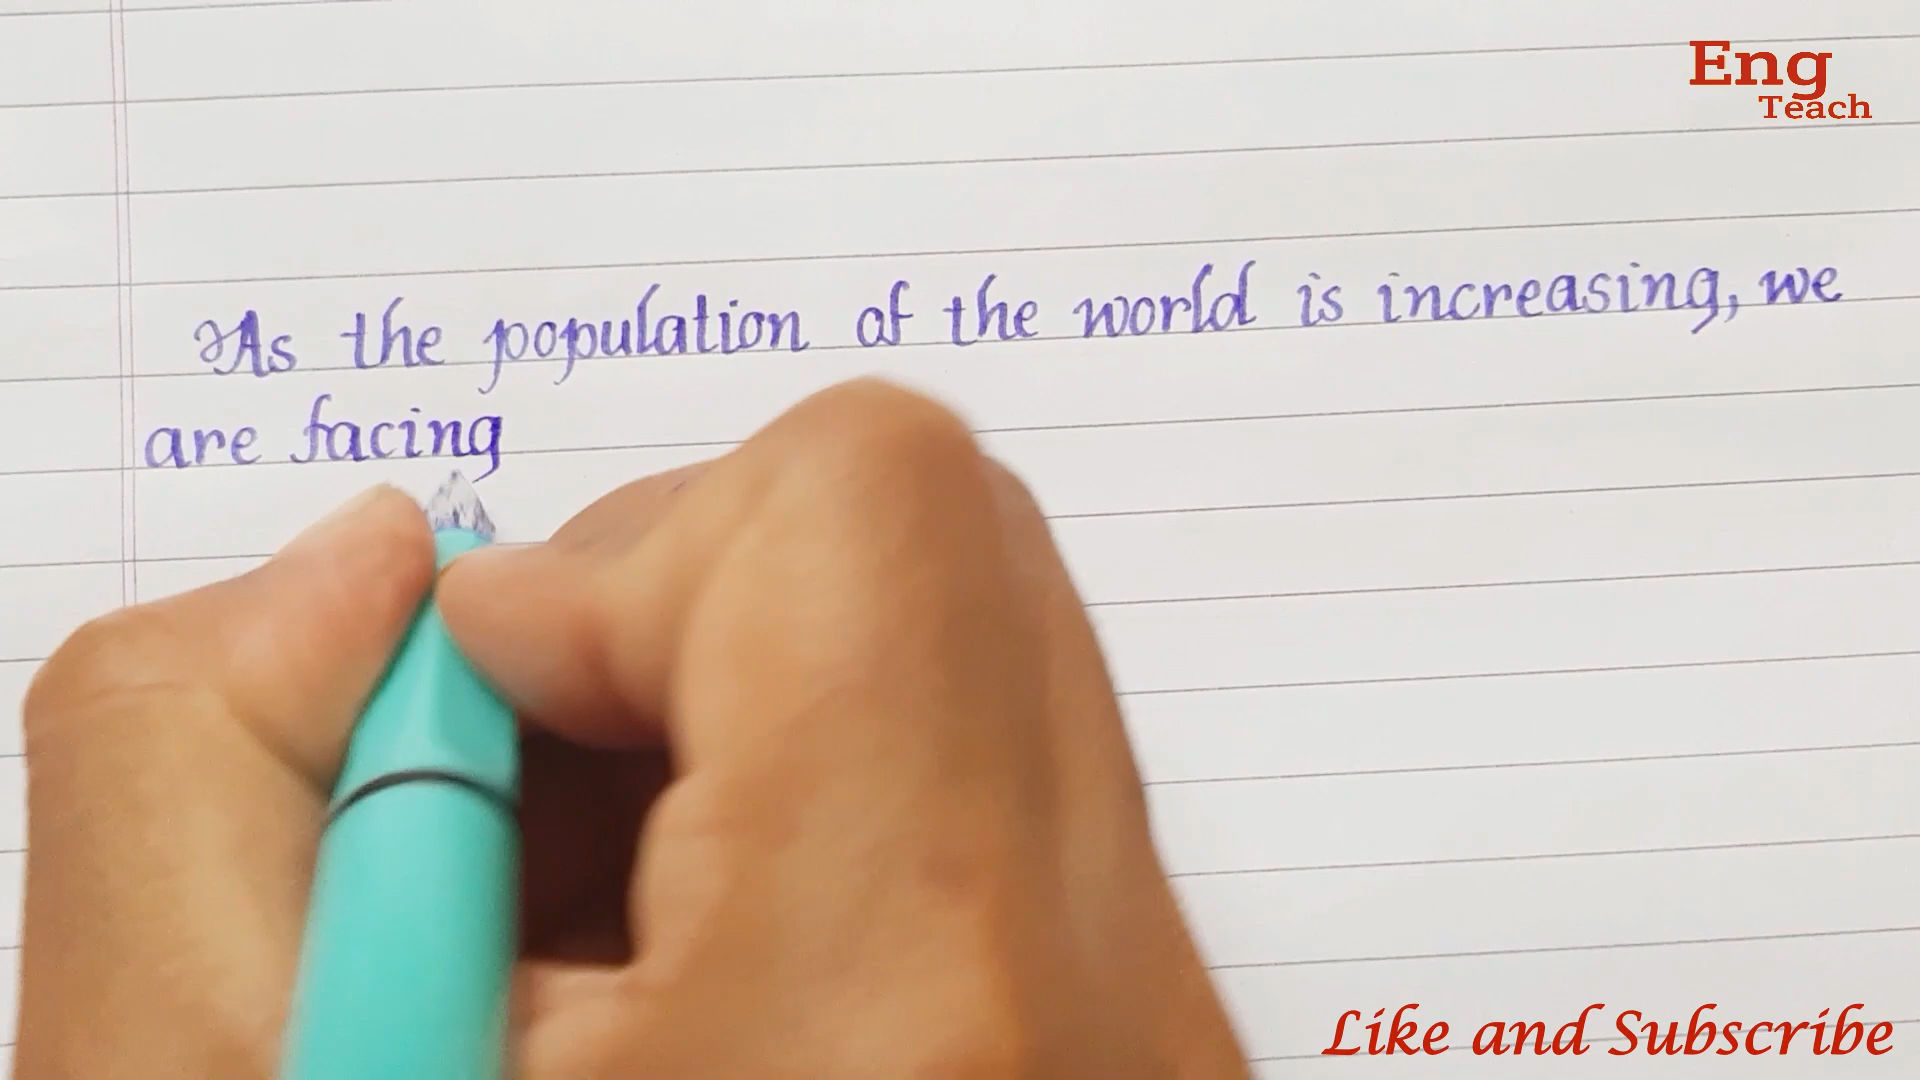 Eng
Teach
As the population of the world is increasing, we
are facing
Like and Subscribe